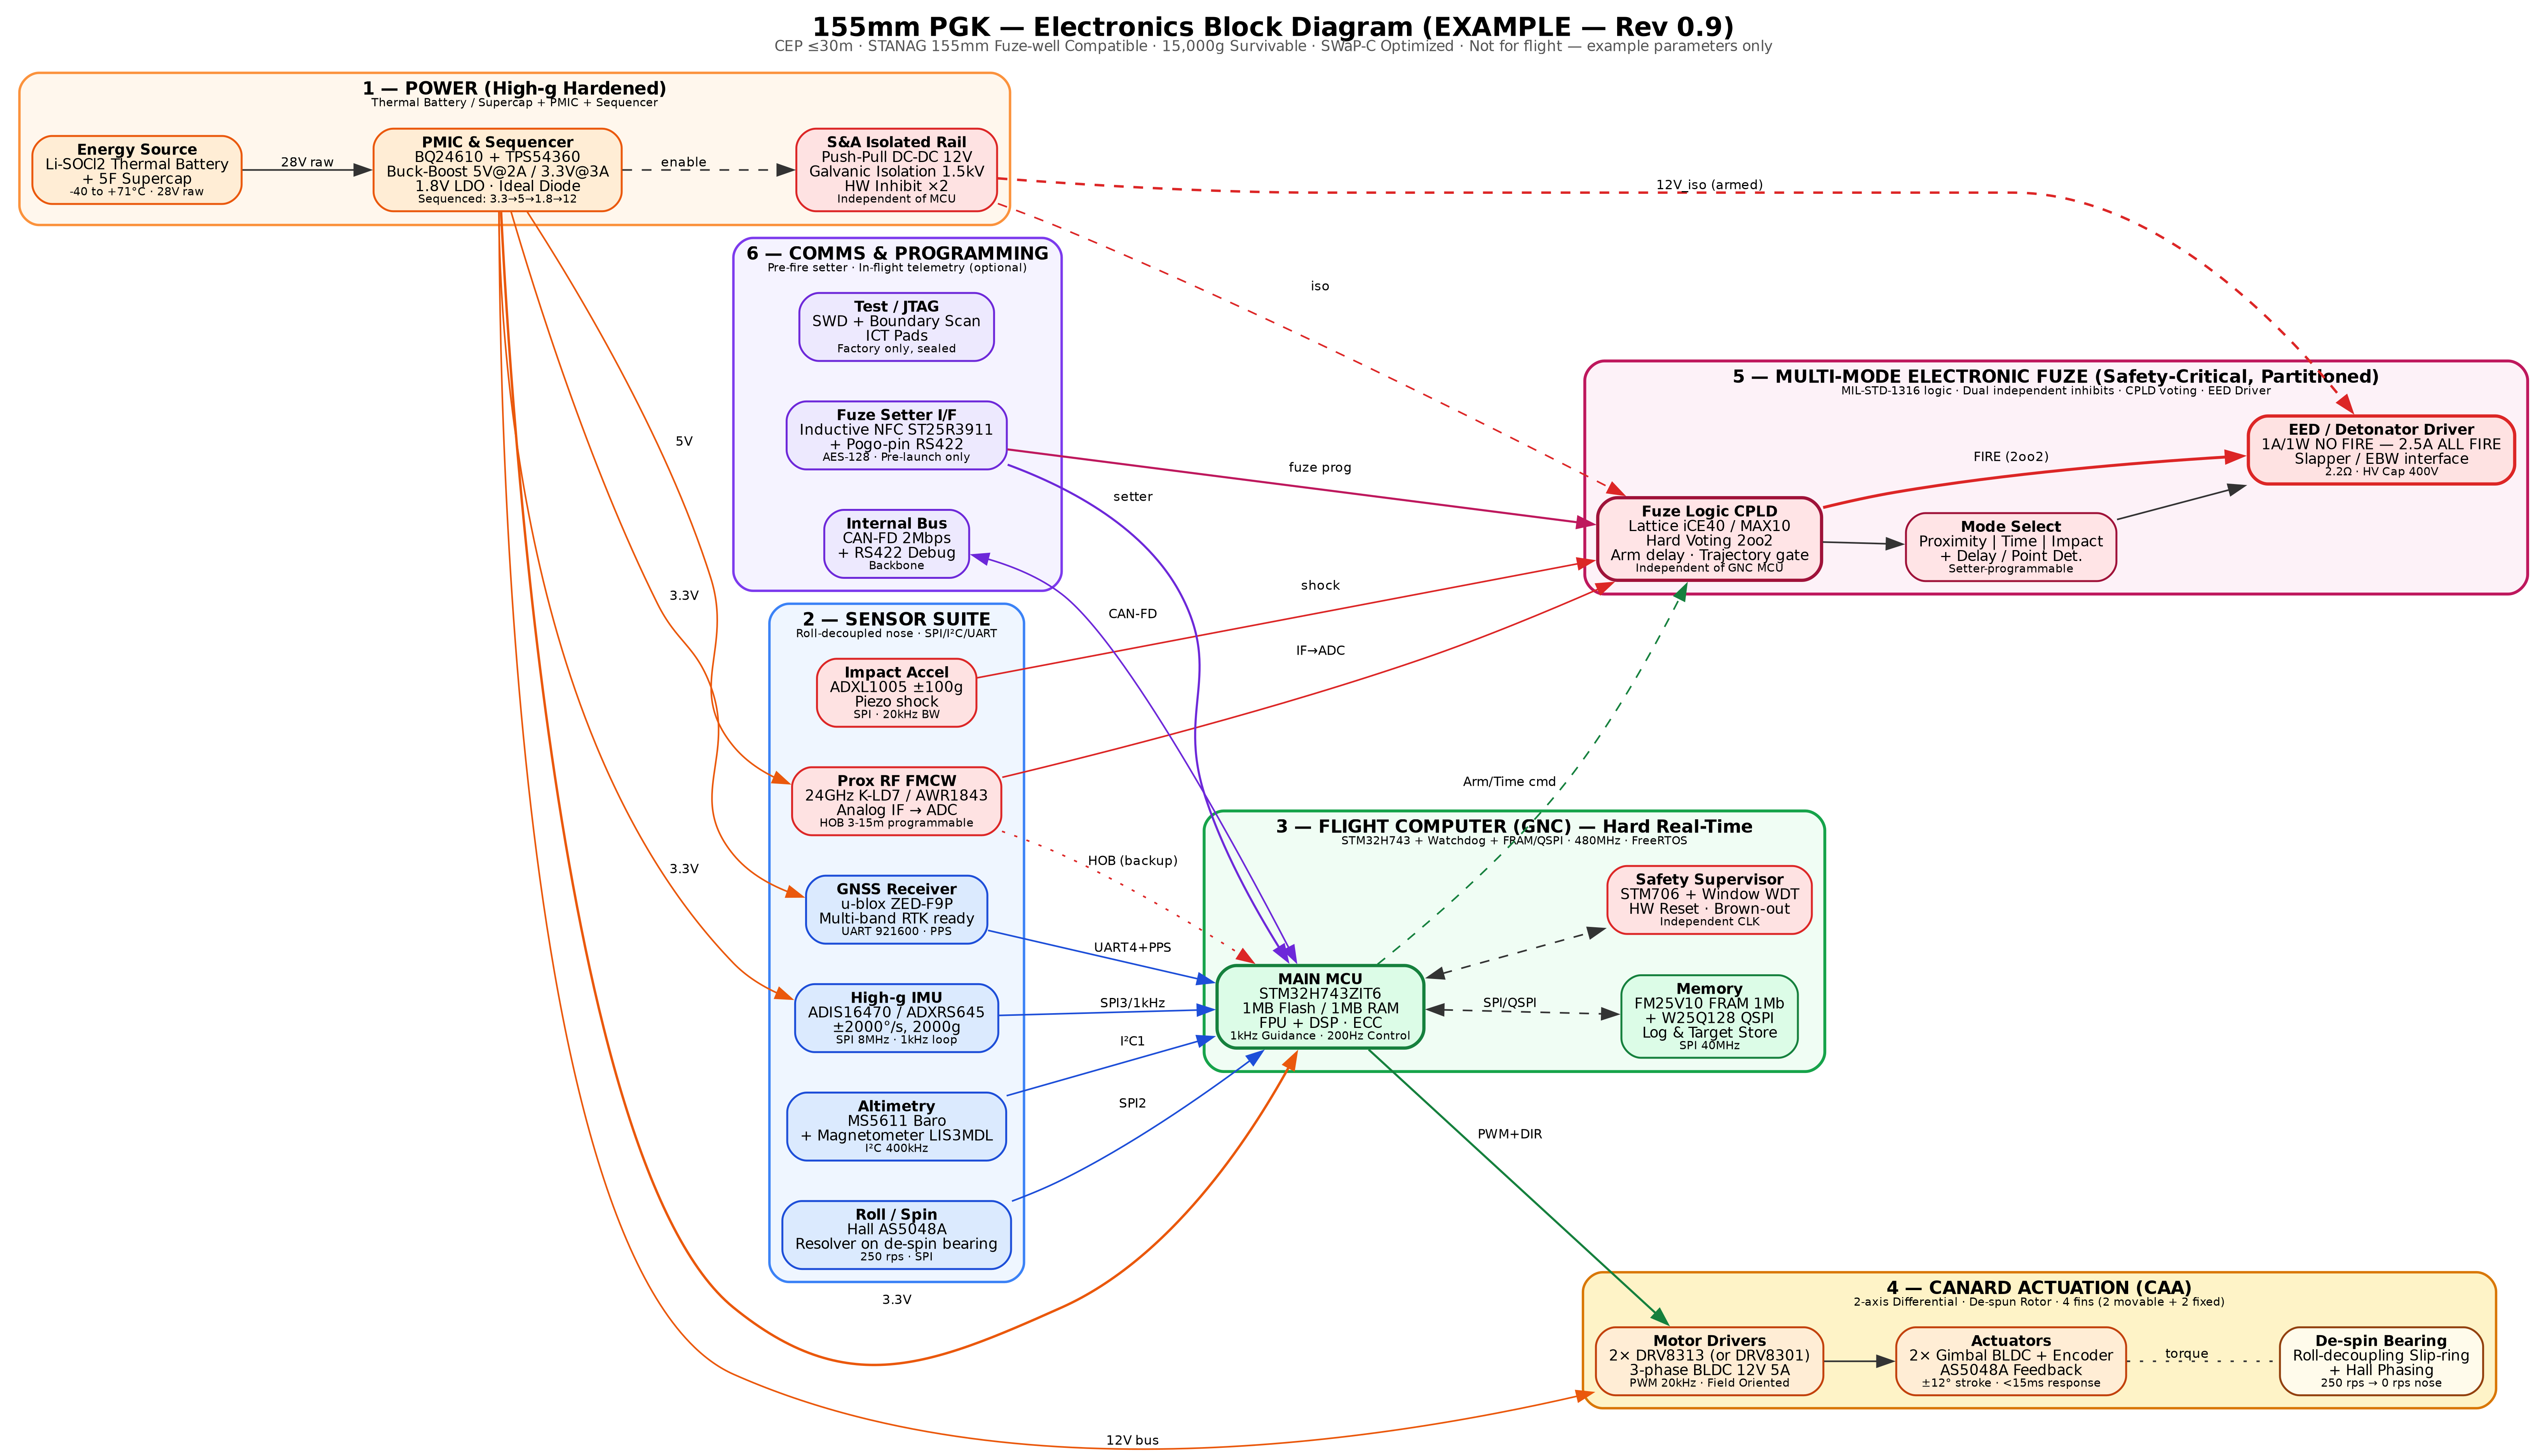 155mm PGK — Electronics Block Diagram (EXAMPLE — Rev 0.9)
CEP ≤30m · STANAG 155mm Fuze-well Compatible · 15,000g Survivable · SWaP-C Optimized · Not for flight — example parameters only
1 — POWER (High-g Hardened)
Thermal Battery / Supercap + PMIC + Sequencer
Energy Source
Li-SOCl2 Thermal Battery
+ 5F Supercap
-40 to +71°C · 28V raw
28V raw
PMIC & Sequencer
BQ24610 + TPS54360
Buck-Boost 5V@2A / 3.3V@3A
1.8V LDO · Ideal Diode
Sequenced: 3.3→5→1.8→12
enable
S&A Isolated Rail
Push-Pull DC-DC 12V
Galvanic Isolation 1.5kV
HW Inhibit ×2
Independent of MCU
12V_iso (armed)
iso
5V
3.3V
3.3V
3.3V
12V bus
6 — COMMS & PROGRAMMING
Pre-fire setter · In-flight telemetry (optional)
Test / JTAG
SWD + Boundary Scan
ICT Pads
Factory only, sealed
Fuze Setter I/F
Inductive NFC ST25R3911
+ Pogo-pin RS422
AES-128 · Pre-launch only
Internal Bus
CAN-FD 2Mbps
+ RS422 Debug
Backbone
fuze prog
setter
CAN-FD
shock
IF→ADC
HOB (backup)
UART4+PPS
SPI3/1kHz
I²C1
SPI2
2 — SENSOR SUITE
Roll-decoupled nose · SPI/I²C/UART
Impact Accel
ADXL1005 ±100g
Piezo shock
SPI · 20kHz BW
Prox RF FMCW
24GHz K-LD7 / AWR1843
Analog IF → ADC
HOB 3-15m programmable
GNSS Receiver
u-blox ZED-F9P
Multi-band RTK ready
UART 921600 · PPS
High-g IMU
ADIS16470 / ADXRS645
±2000°/s, 2000g
SPI 8MHz · 1kHz loop
Altimetry
MS5611 Baro
+ Magnetometer LIS3MDL
I²C 400kHz
Roll / Spin
Hall AS5048A
Resolver on de-spin bearing
250 rps · SPI
5 — MULTI-MODE ELECTRONIC FUZE (Safety-Critical, Partitioned)
MIL-STD-1316 logic · Dual independent inhibits · CPLD voting · EED Driver
Fuze Logic CPLD
Lattice iCE40 / MAX10
Hard Voting 2oo2
Arm delay · Trajectory gate
Independent of GNC MCU
FIRE (2oo2)
Mode Select
Proximity | Time | Impact
+ Delay / Point Det.
Setter-programmable
EED / Detonator Driver
1A/1W NO FIRE — 2.5A ALL FIRE
Slapper / EBW interface
2.2Ω · HV Cap 400V
Arm/Time cmd
3 — FLIGHT COMPUTER (GNC) — Hard Real-Time
STM32H743 + Watchdog + FRAM/QSPI · 480MHz · FreeRTOS
MAIN MCU
STM32H743ZIT6
1MB Flash / 1MB RAM
FPU + DSP · ECC
1kHz Guidance · 200Hz Control
Safety Supervisor
STM706 + Window WDT
HW Reset · Brown-out
Independent CLK
SPI/QSPI
Memory
FM25V10 FRAM 1Mb
+ W25Q128 QSPI
Log & Target Store
SPI 40MHz
PWM+DIR
4 — CANARD ACTUATION (CAA)
2-axis Differential · De-spun Rotor · 4 fins (2 movable + 2 fixed)
Motor Drivers
2× DRV8313 (or DRV8301)
3-phase BLDC 12V 5A
PWM 20kHz · Field Oriented
Actuators
2× Gimbal BLDC + Encoder
AS5048A Feedback
±12° stroke · <15ms response
torque
De-spin Bearing
Roll-decoupling Slip-ring
+ Hall Phasing
250 rps → 0 rps nose